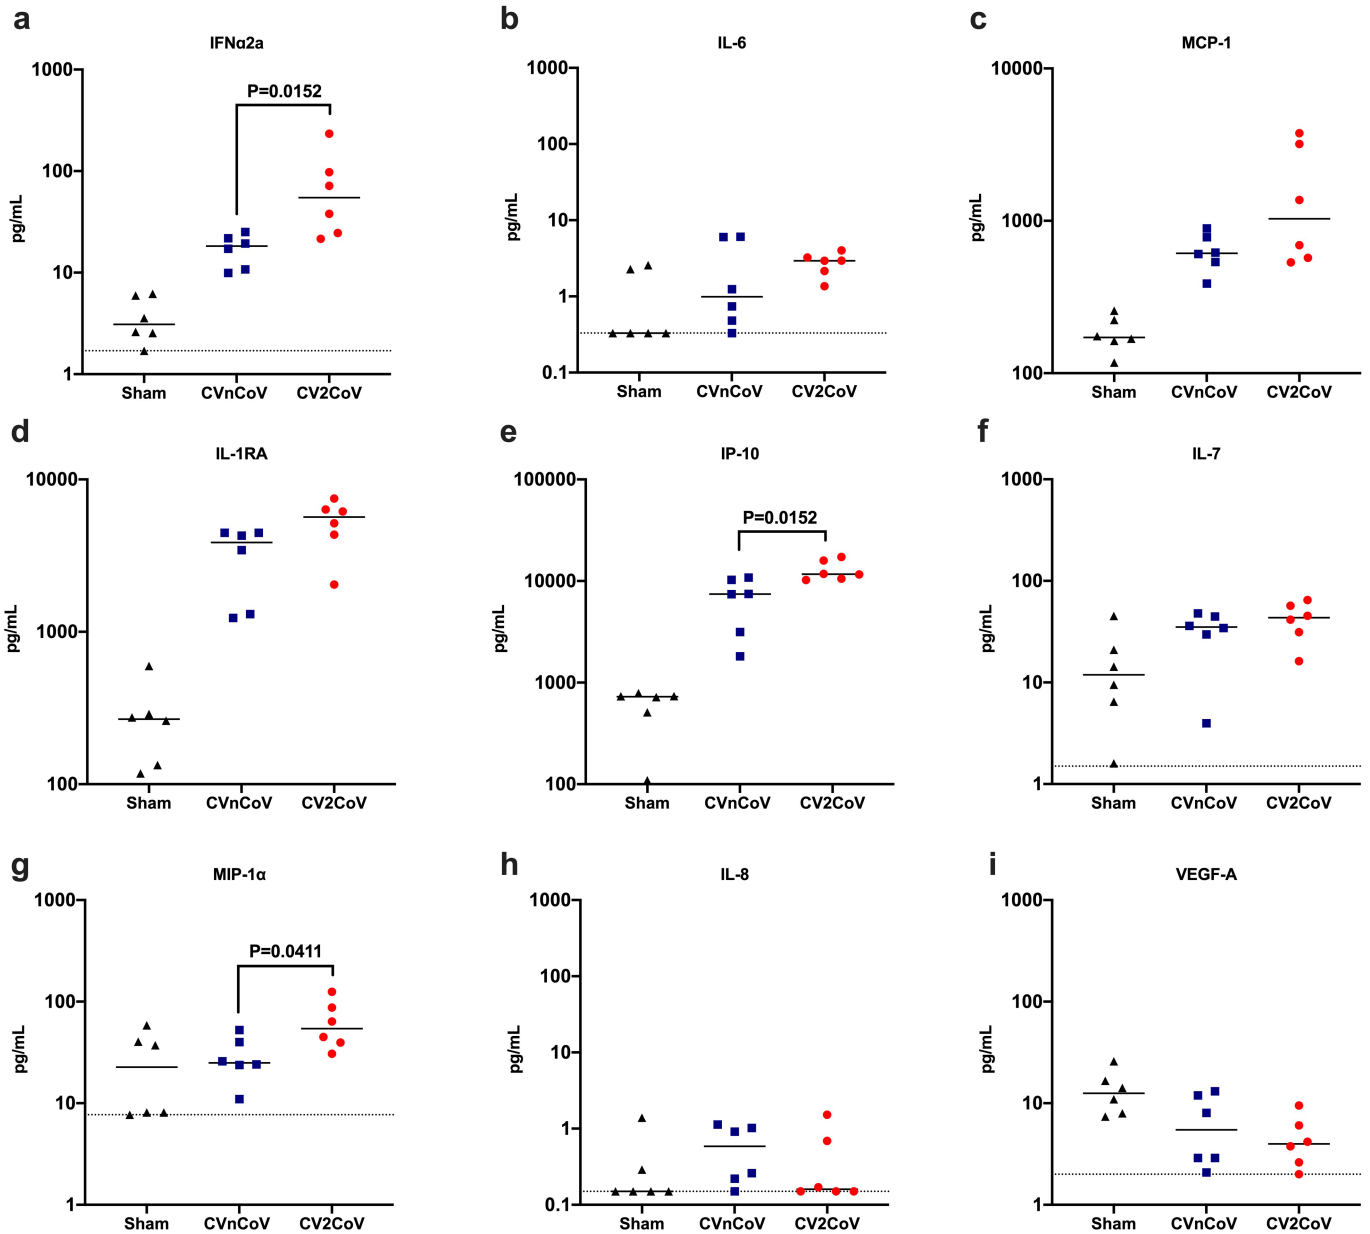 a
IFNα2a
1000
100
10
1
pg/mL
P=0.0152
Sham CVnCoV CV2CoV
b
IL-6
1000
100
10
1
0.1
pg/mL
Sham CVnCoV CV2CoV
c
MCP-1
10000
1000
100
pg/mL
Sham CVnCoV CV2CoV
d
IL-1RA
10000
1000
100
pg/mL
Sham CVnCoV CV2CoV
e
IP-10
100000
10000
1000
100
pg/mL
P=0.0152
Sham CVnCoV CV2CoV
f
IL-7
1000
100
10
1
pg/mL
Sham CVnCoV CV2CoV
g
MIP-1α
1000
100
10
1
pg/mL
P=0.0411
Sham CVnCoV CV2CoV
h
IL-8
1000
100
10
1
0.1
pg/mL
Sham CVnCoV CV2CoV
i
VEGF-A
1000
100
10
1
pg/mL
Sham CVnCoV CV2CoV